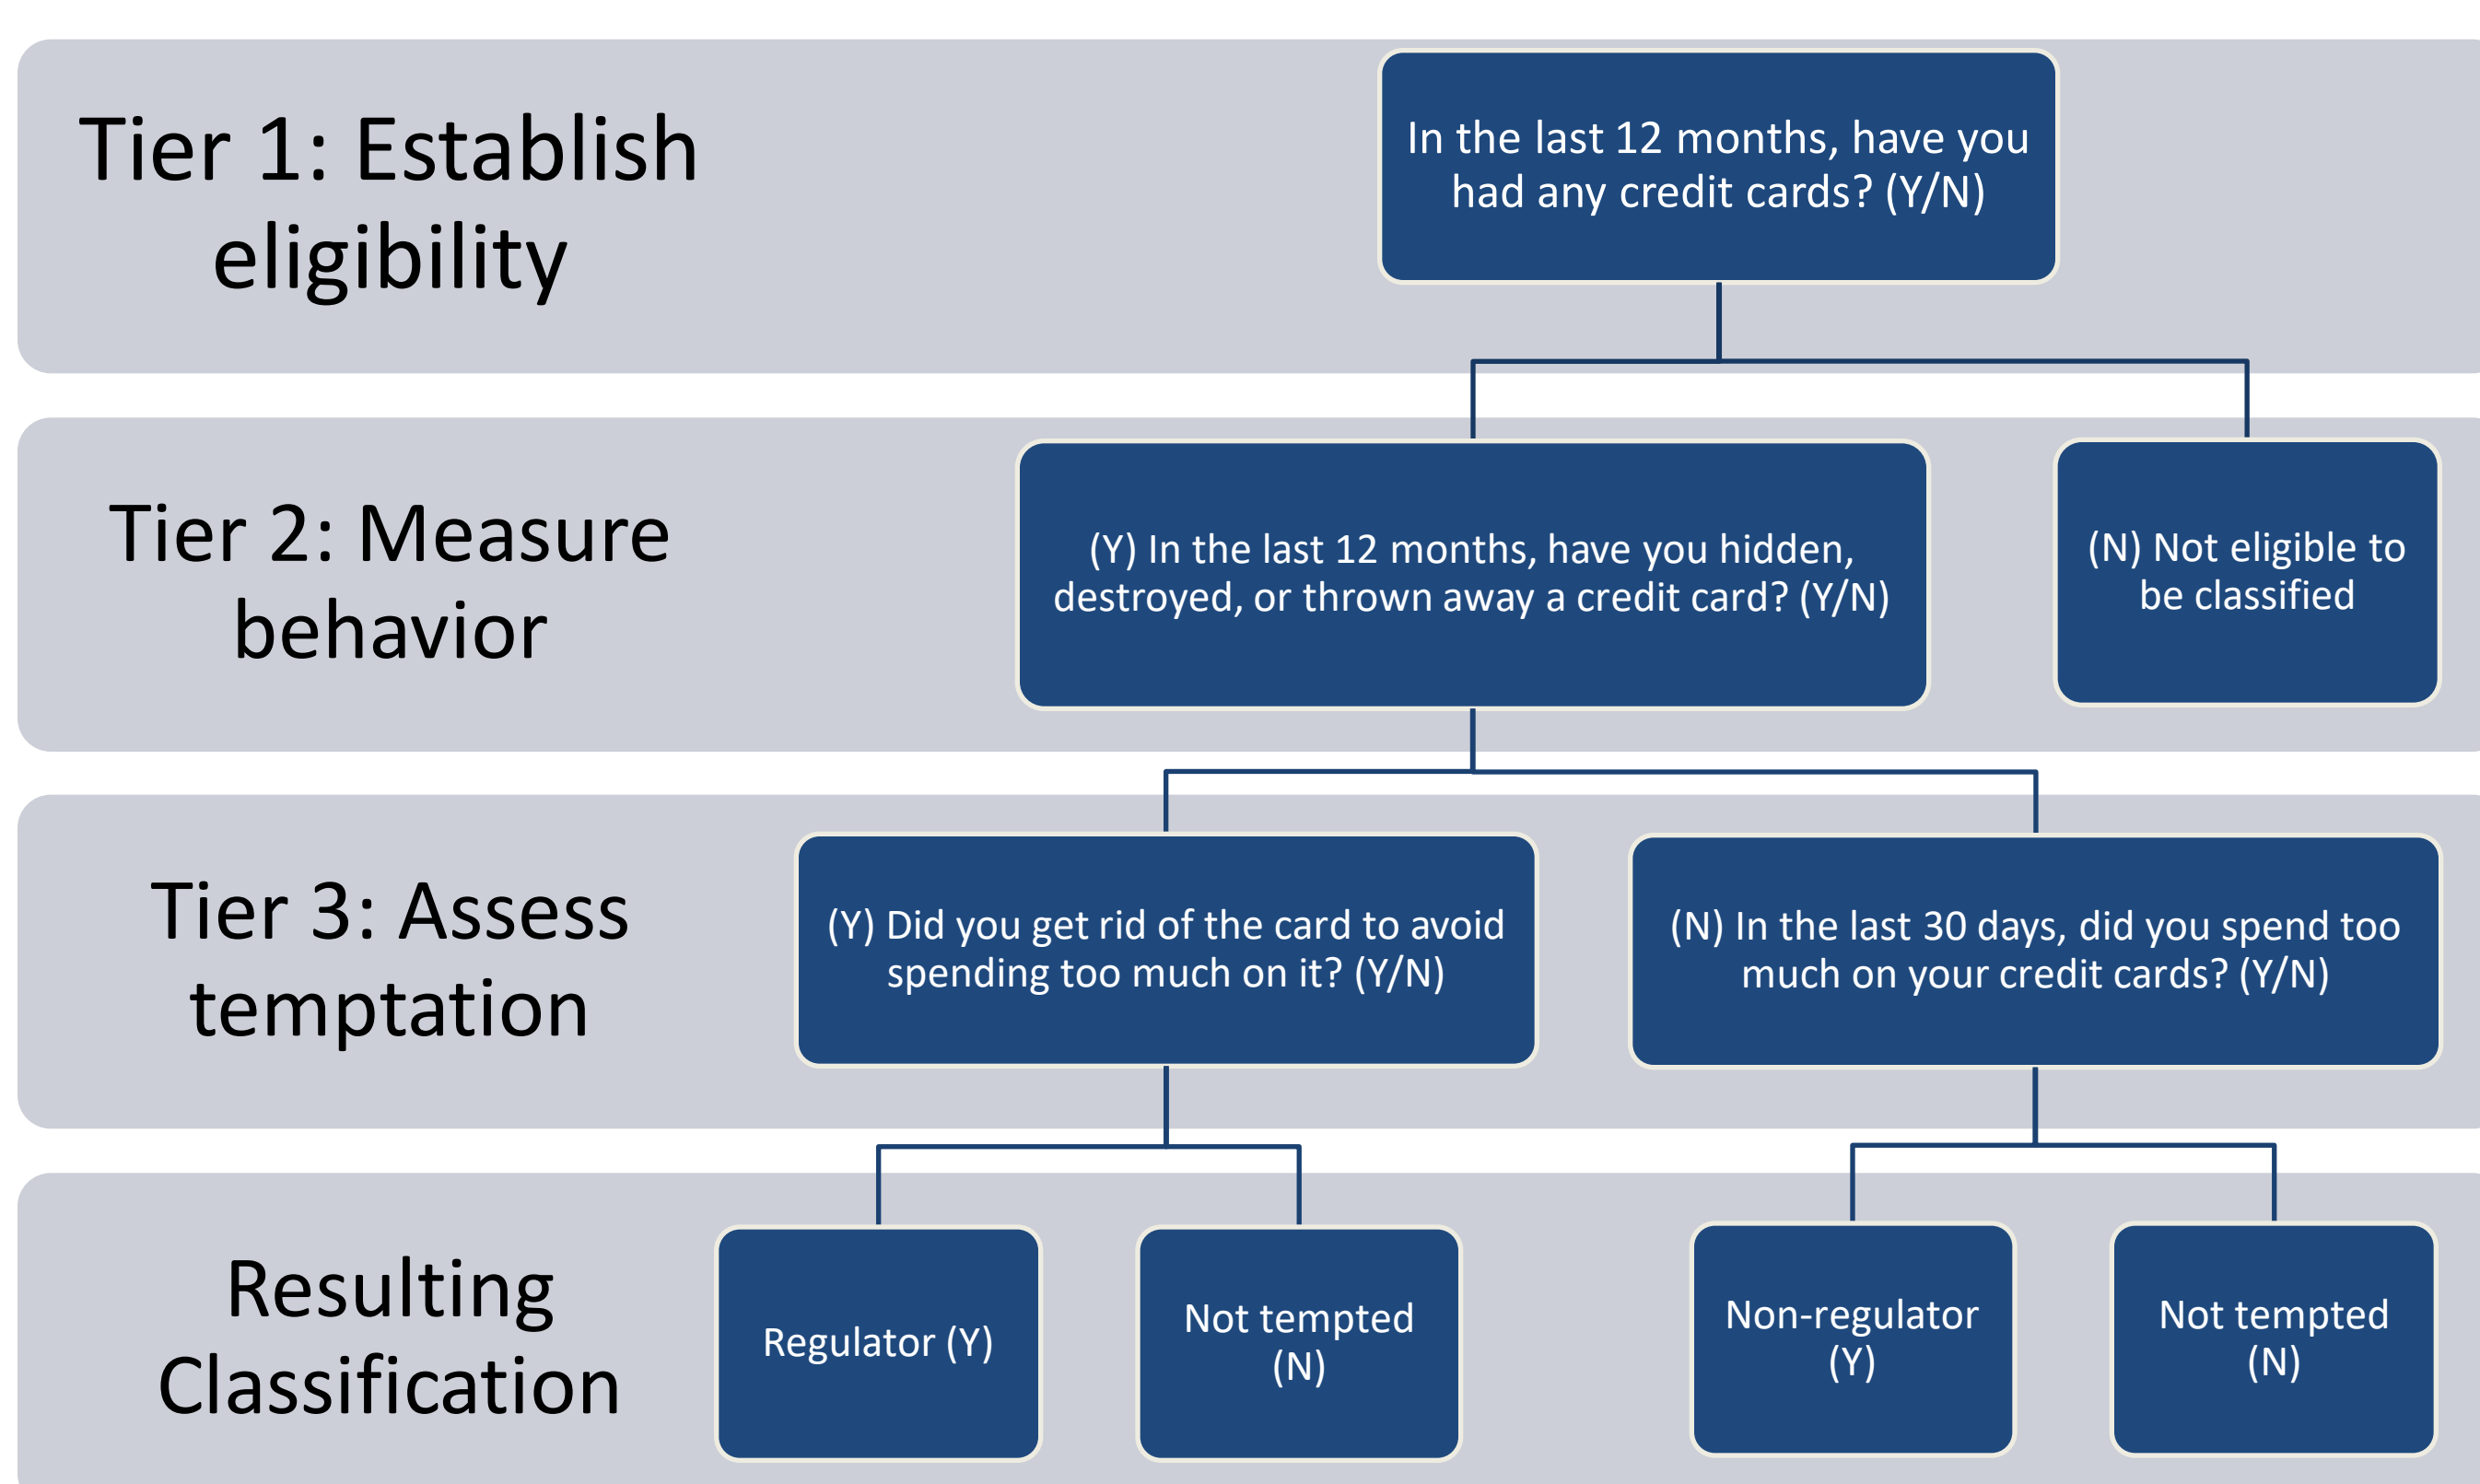 Tier 1: Establish
eligibility
In the last 12 months, have you
had any credit cards? (Y/N)
Tier 2: Measure
behavior
(Y) In the last 12 months, have you hidden,
destroyed, or thrown away a credit card? (Y/N)
(N) Not eligible to
be classified
Tier 3: Assess
temptation
(Y) Did you get rid of the card to avoid
spending too much on it? (Y/N)
(N) In the last 30 days, did you spend too
much on your credit cards? (Y/N)
Resulting
Classification
Regulator (Y)
Not tempted
(N)
Non-regulator
(Y)
Not tempted
(N)